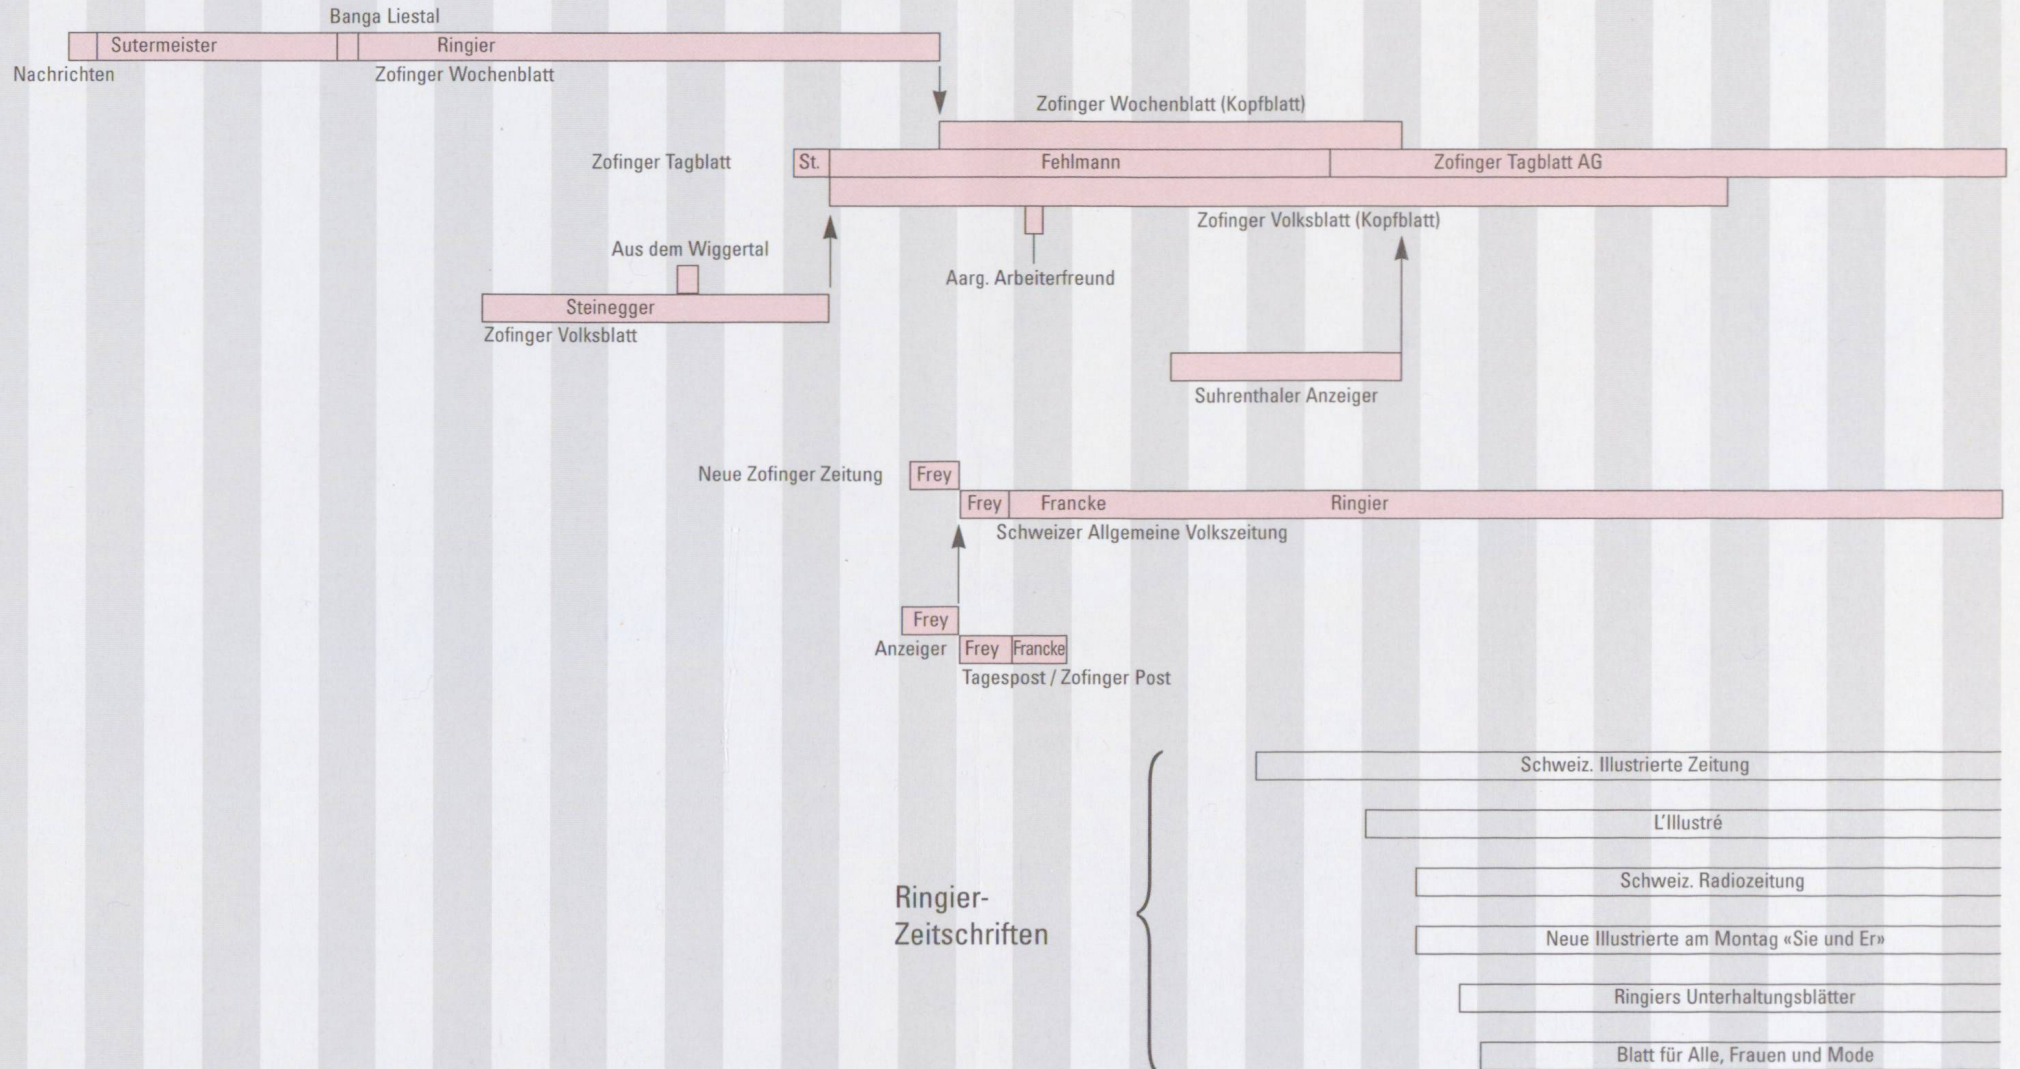 Banga Liestal
Sutermeister
Ringier
Nachrichten
Zofinger Wochenblatt
Zofinger Wochenblatt (Kopfblatt)
Zofinger Tagblatt
St.
Fehlmann
Zofinger Tagblatt AG
Zofinger Volksblatt (Kopfblatt)
Aus dem Wiggertal
Aarg. Arbeiterfreund
Steinegger
Zofinger Volksblatt
Suhrenthaler Anzeiger
Neue Zofinger Zeitung
Frey
Frey
Francke
Ringier
Schweizer Allgemeine Volkszeitung
Frey
Anzeiger
Frey
Francke
Tagespost / Zofinger Post
Schweiz. Illustrierte Zeitung
L'Illustré
Schweiz. Radiozeitung
Ringier-
Zeitschriften
Neue Illustrierte am Montag «Sie und Er»
Ringiers Unterhaltungsblätter
Blatt für Alle, Frauen und Mode